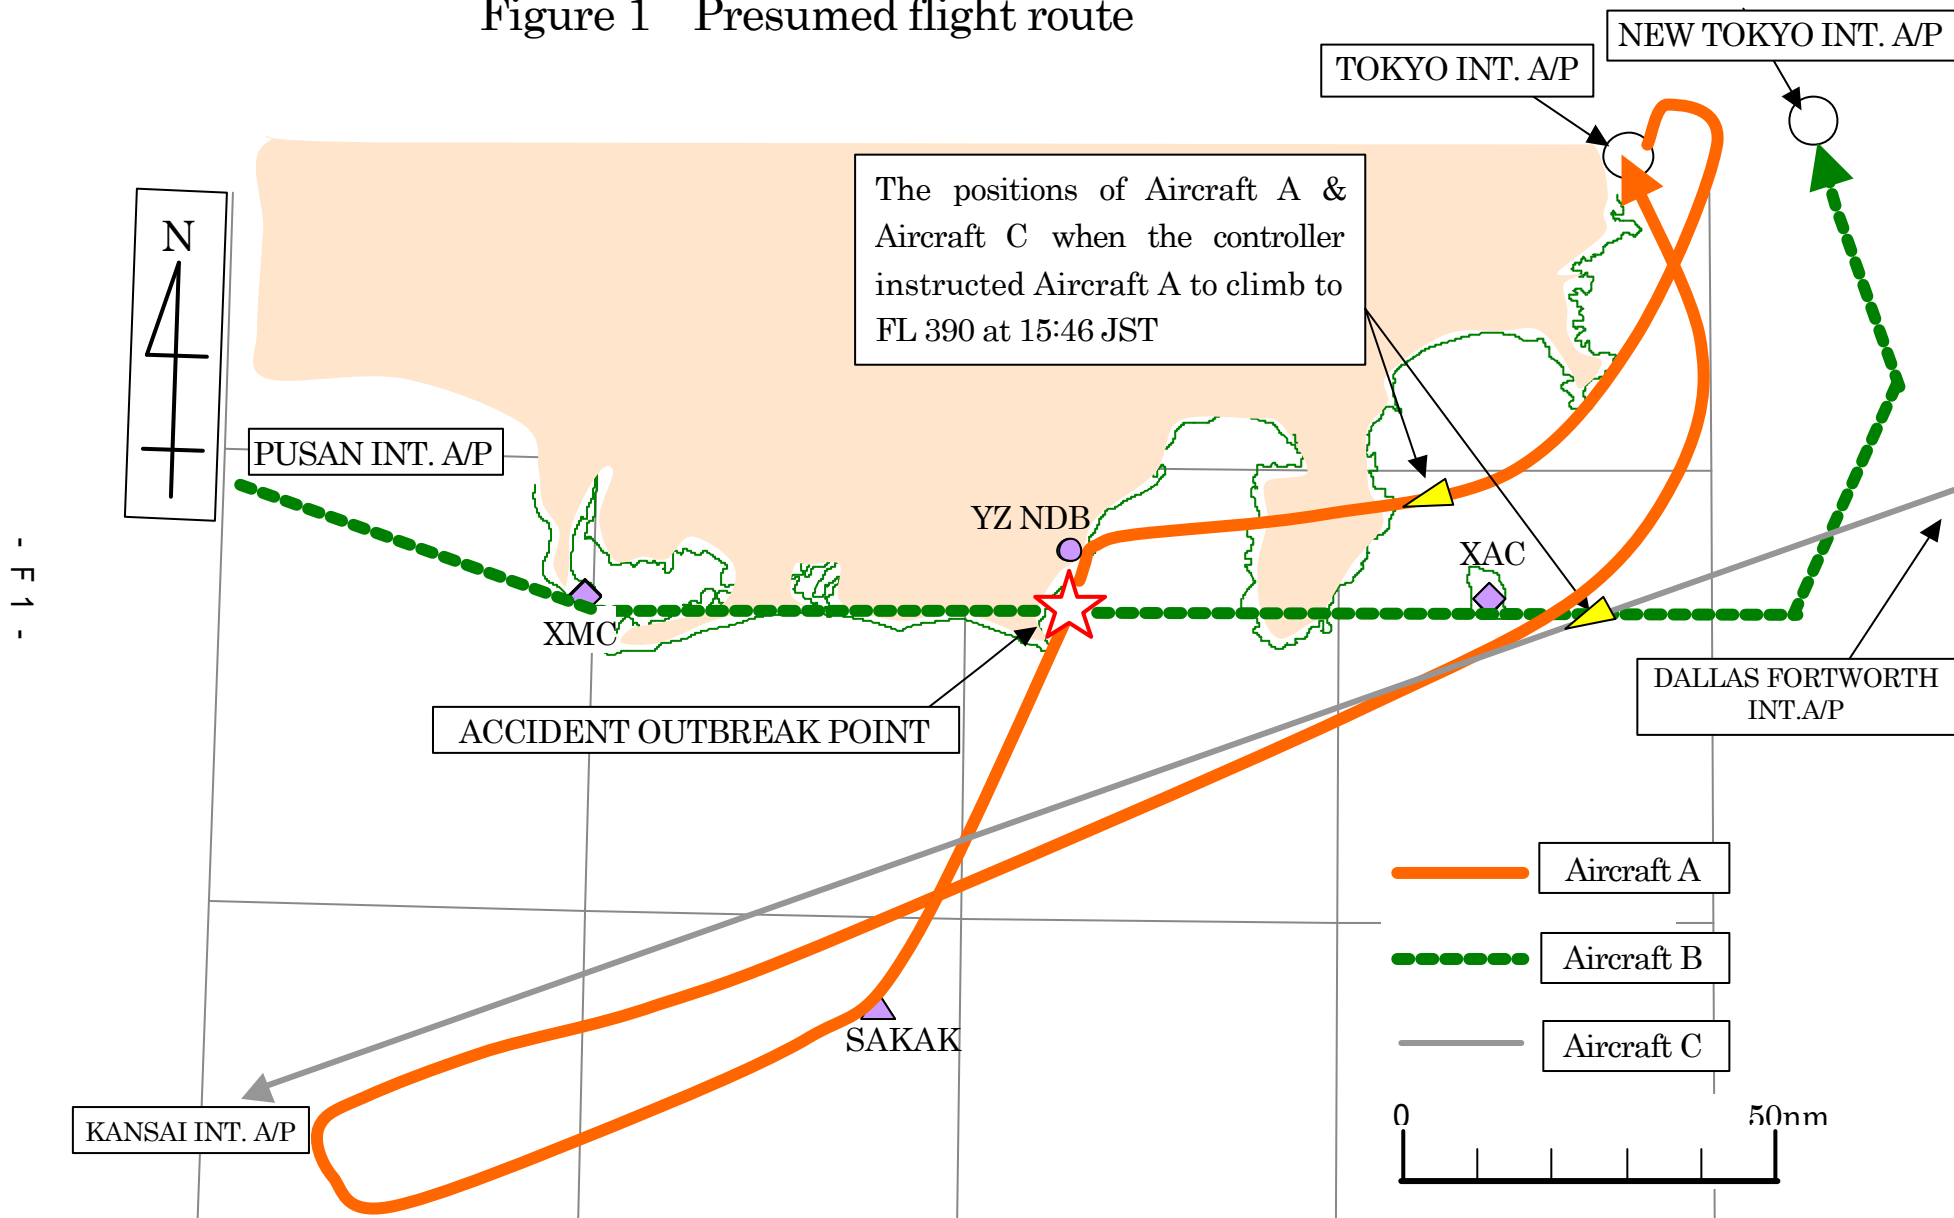 Figure 1 Presumed flight route
NEW TOKYO INT. A/P
TOKYO INT. A/P
The positions of Aircraft A &
Aircraft C when the controller
instructed Aircraft A to climb to
FL 390 at 15:46 JST
N
PUSAN INT. A/P
YZ NDB
XAC
XMC
- F 1 -
DALLAS FORTWORTH
INT.A/P
ACCIDENT OUTBREAK POINT
Aircraft A
Aircraft B
SAKAK
Aircraft C
KANSAI INT. A/P
0 50nm